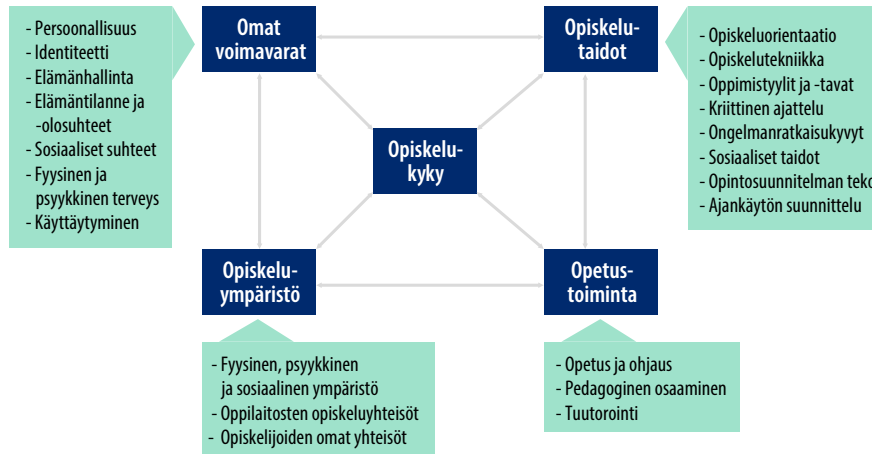 - Persoonallisuus
- Identiteetti
- Elämänhallinta
- Elämäntilanne ja
-olosuhteet
- Sosiaaliset suhteet
- Fyysinen ja
psyykkinen terveys
- Käyttäytyminen
Omat
voimavarat
Opiskelu-
taidot
- Opiskeluorientaatio
- Opiskelutekniikka
- Oppimistyylit ja -tavat
- Kriittinen ajattelu
- Ongelmanratkaisukyvyt
- Sosiaaliset taidot
- Opintosuunnitelman teko
- Ajankäytön suunnittelu
Opiskelu-
kyky
Opiskelu-
ympäristö
Opetus-
toiminta
- Fyysinen, psyykkinen
ja sosiaalinen ympäristö
- Oppilaitosten opiskeluyhteisöt
- Opiskelijoiden omat yhteisöt
- Opetus ja ohjaus
- Pedagoginen osaaminen
- Tuutorointi